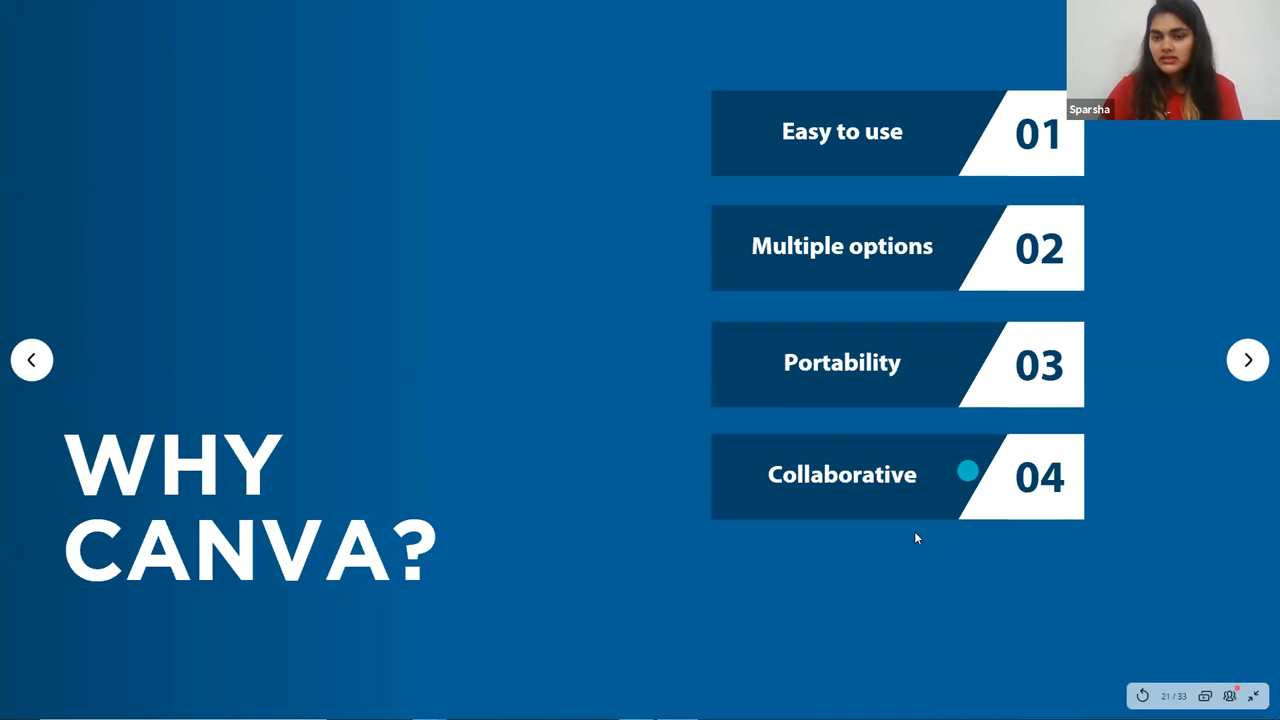 Sparsha
Easy to use
01
Multiple options
02
Portability
03
Collaborative
04
WHY
CANVA?
21 / 33